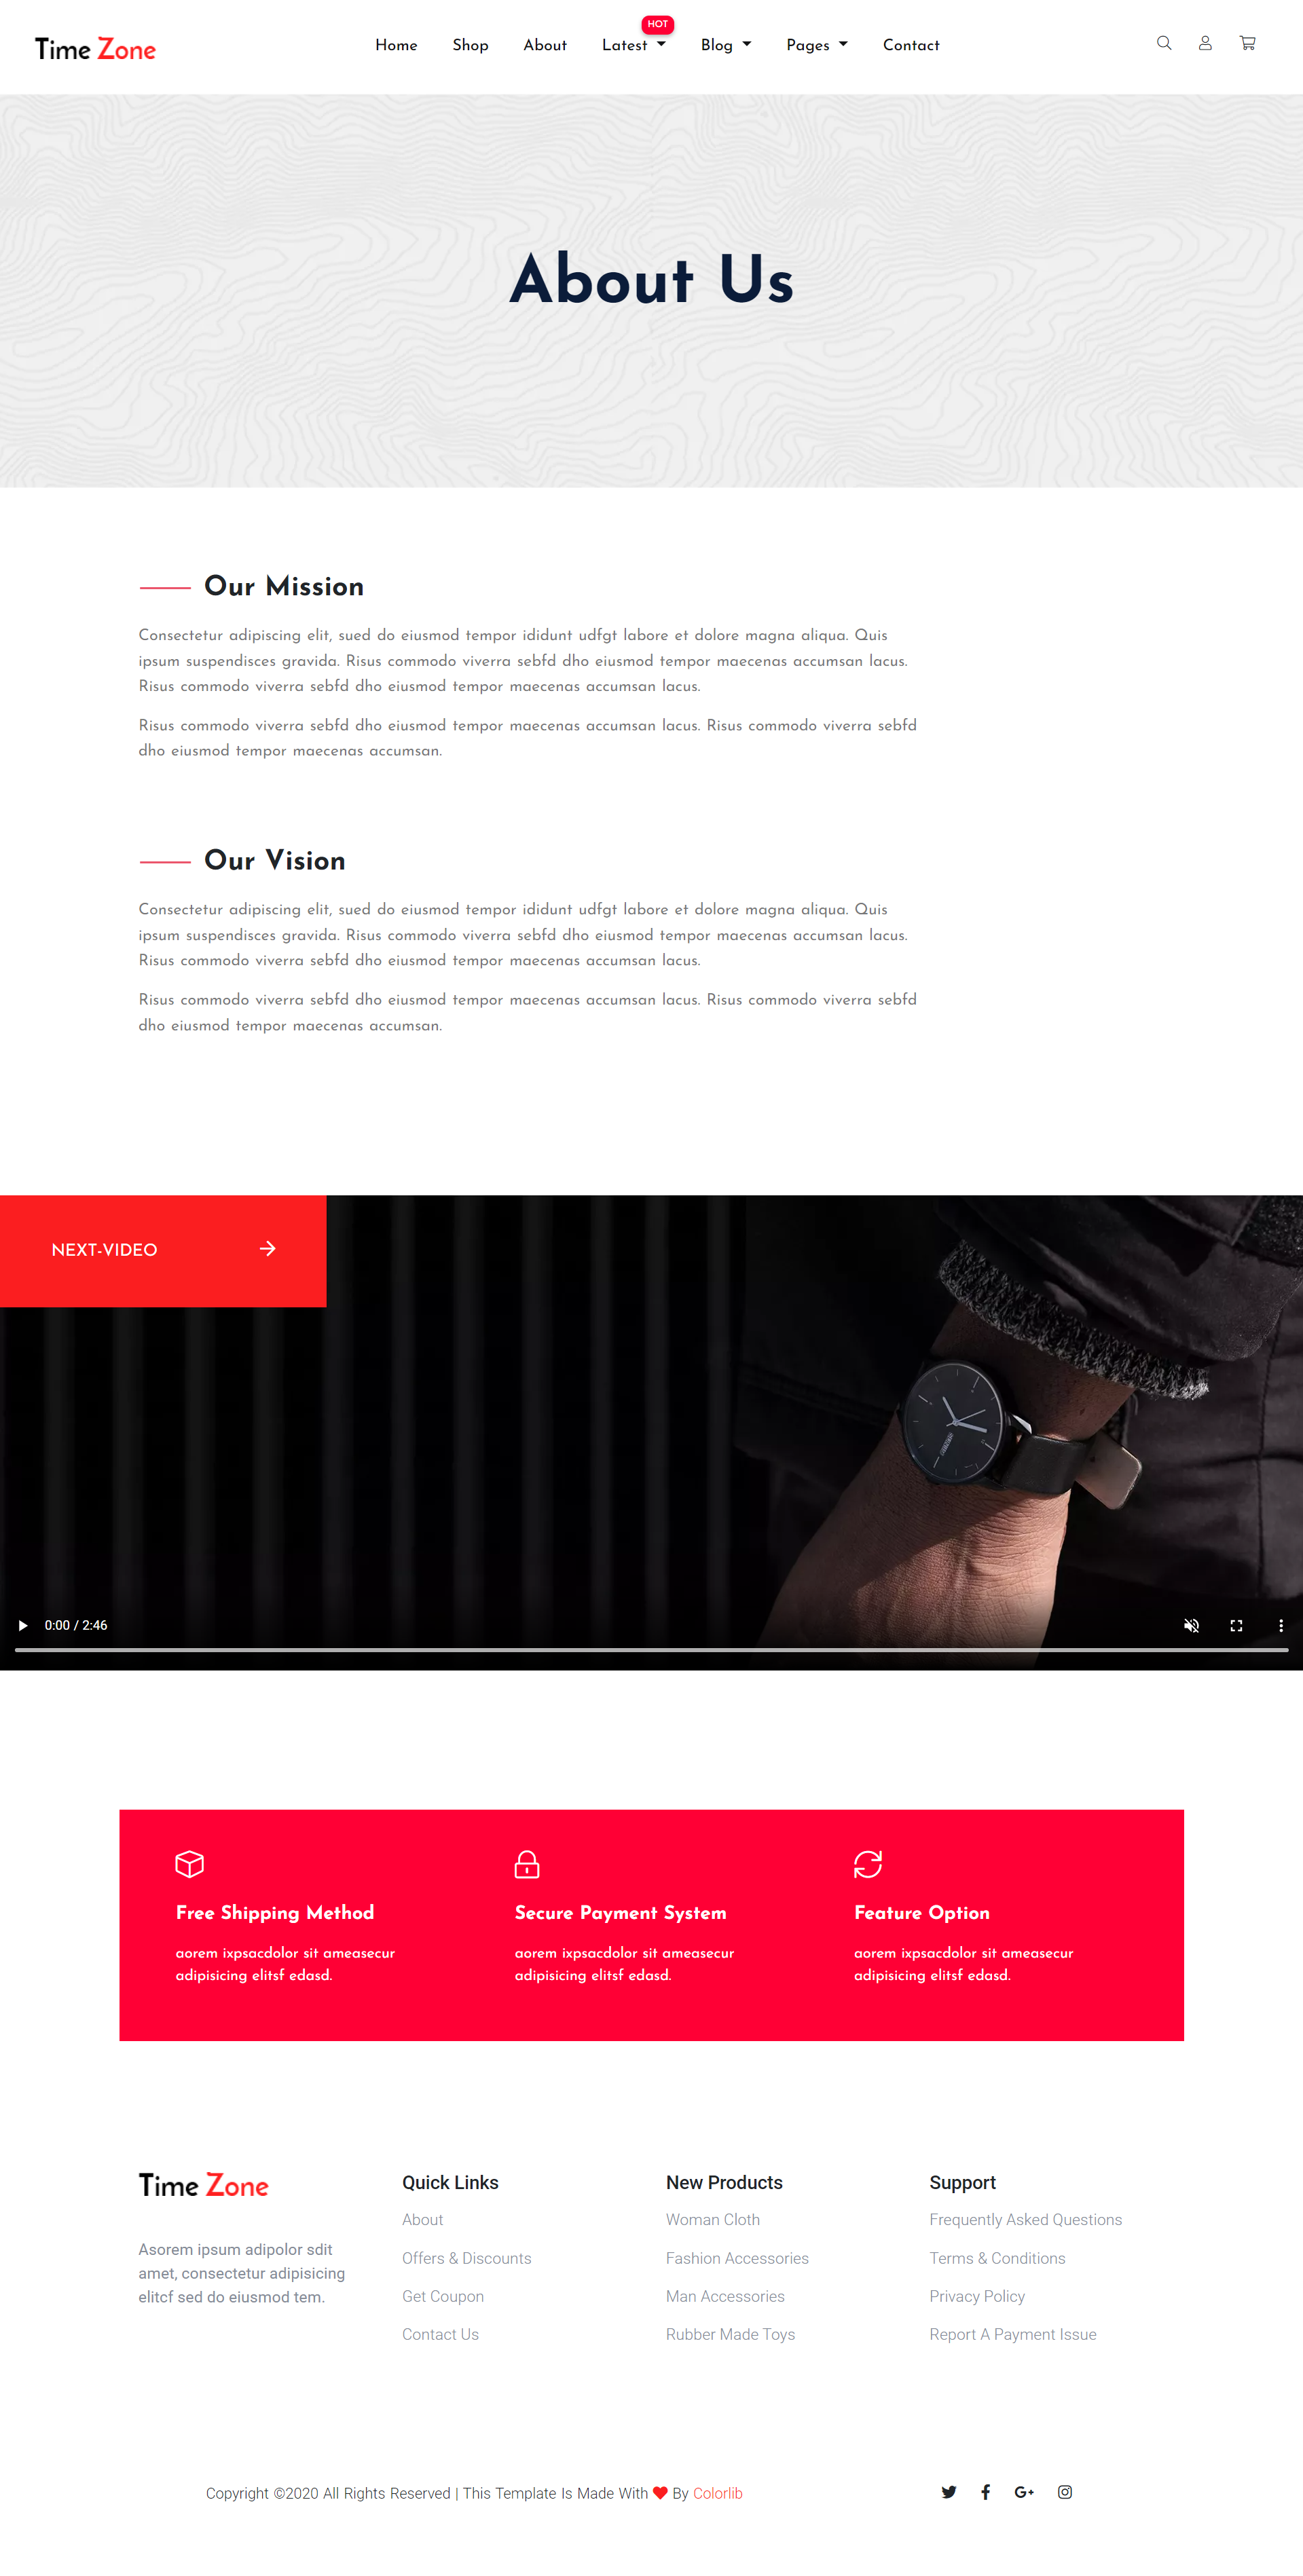 HOT
Time Zone Home Shop About Latest Blog Pages Contact
About Us
Our Mission
Consectetur adipiscing elit, sued do eiusmod tempor ididunt udfgt labore et dolore magna aliqua. Quis
ipsum suspendisces gravida. Risus commodo viverra sebfd dho eiusmod tempor maecenas accumsan lacus.
Risus commodo viverra sebfd dho eiusmod tempor maecenas accumsan lacus.
Risus commodo viverra sebfd dho eiusmod tempor maecenas accumsan lacus. Risus commodo viverra sebfd
dho eiusmod tempor maecenas accumsan.
Our Vision
Consectetur adipiscing elit, sued do eiusmod tempor ididunt udfgt labore et dolore magna aliqua. Quis
ipsum suspendisces gravida. Risus commodo viverra sebfd dho eiusmod tempor maecenas accumsan lacus.
Risus commodo viverra sebfd dho eiusmod tempor maecenas accumsan lacus.
Risus commodo viverra sebfd dho eiusmod tempor maecenas accumsan lacus. Risus commodo viverra sebfd
dho eiusmod tempor maecenas accumsan.
NEXT-VIDEO
0:00 / 2:46
Free Shipping Method
aorem ixpsacdolor sit ameasecur
adipisicing elitsf edasd.
Secure Payment System
aorem ixpsacdolor sit ameasecur
adipisicing elitsf edasd.
Feature Option
aorem ixpsacdolor sit ameasecur
adipisicing elitsf edasd.
Time Zone
Asorem ipsum adipolor sdit
amet, consectetur adipisicing
elitcf sed do eiusmod tem.
Quick Links
About
Offers & Discounts
Get Coupon
Contact Us
New Products
Woman Cloth
Fashion Accessories
Man Accessories
Rubber Made Toys
Support
Frequently Asked Questions
Terms & Conditions
Privacy Policy
Report A Payment Issue
Copyright ©2020 All Rights Reserved | This Template Is Made With ❤ By Colorlib